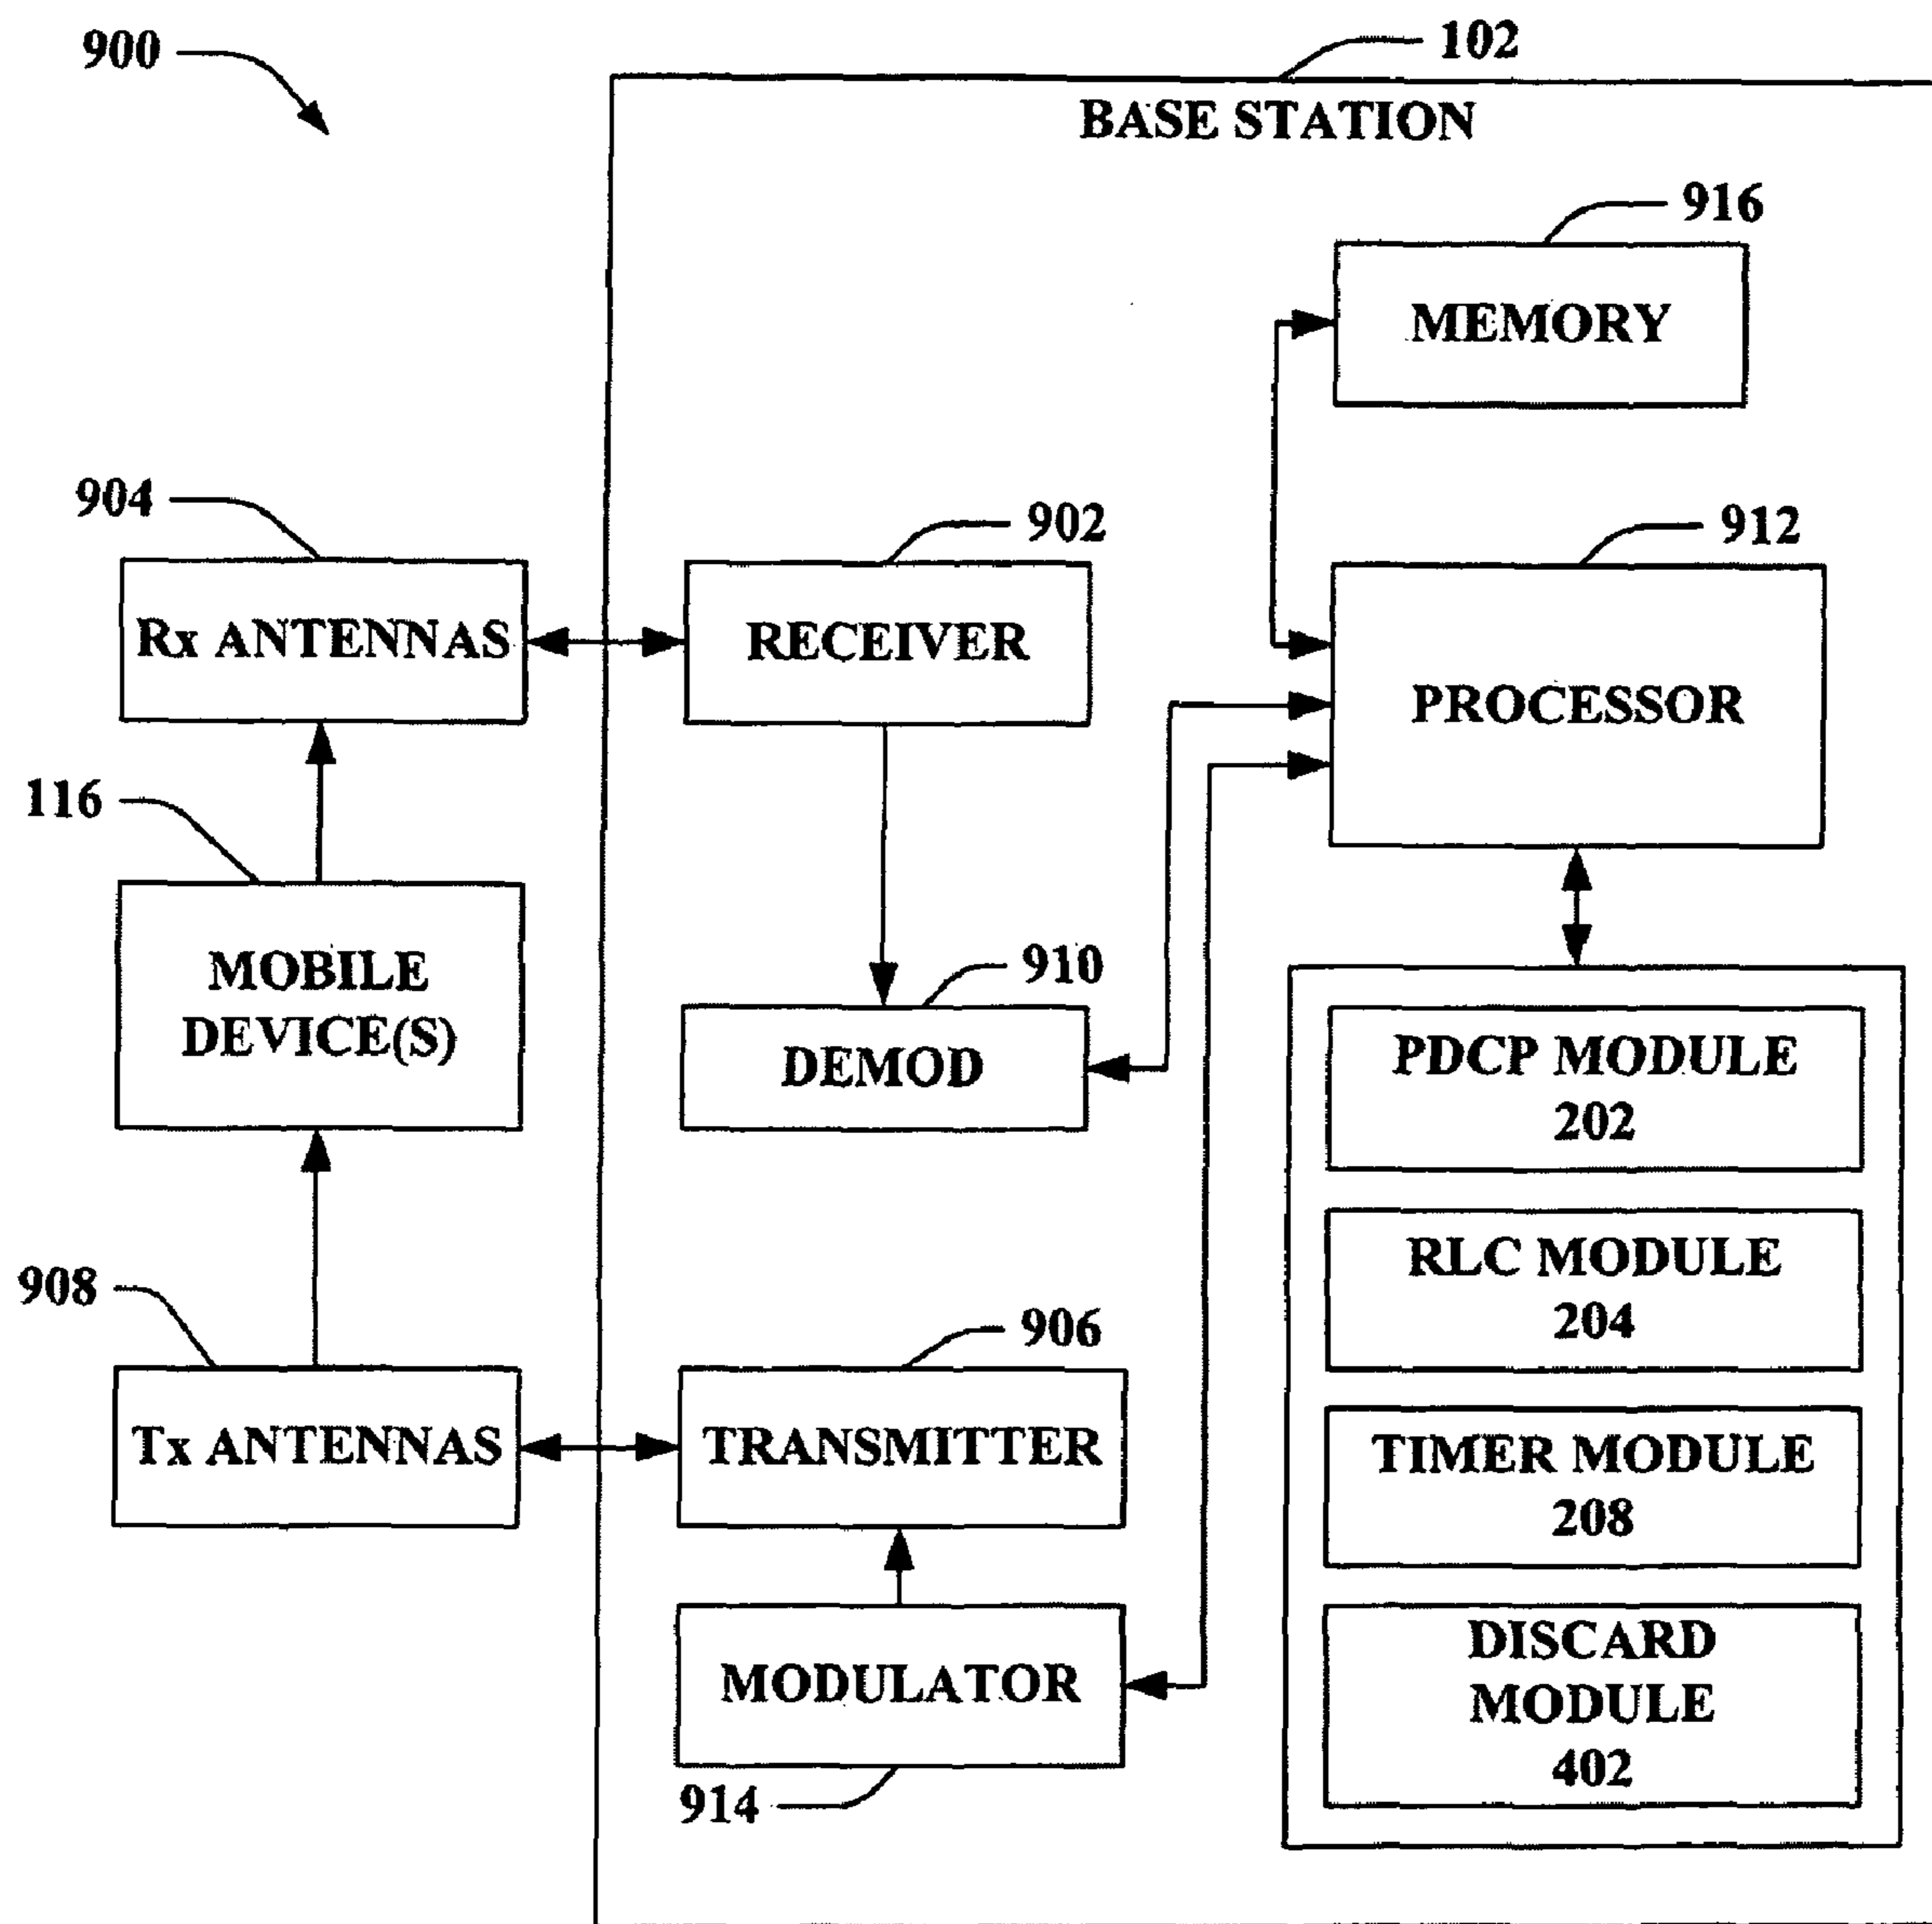 900
102
BASE STATION
916
MEMORY
904
902
912
Rx ANTENNAS
RECEIVER
PROCESSOR
116
MOBILE
DEVICE(S)
910
DEMOD
PDCP MODULE
202
RLC MODULE
204
908
906
Tx ANTENNAS
TRANSMITTER
TIMER MODULE
208
MODULATOR
914
DISCARD
MODULE
402